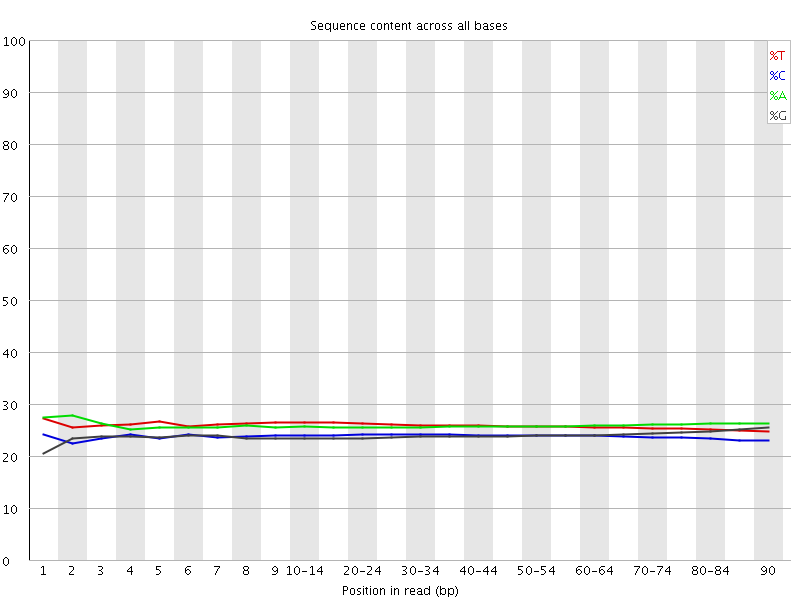 Sequence content across all bases
100
90
80
70
60
50
40
30
20
10
0
%T
%C
%A
%G
1 2 3 4 5 6 7 8 9 10-14 20-24 30-34 40-44 50-54 60-64 70-74 80-84 90
Position in read (bp)